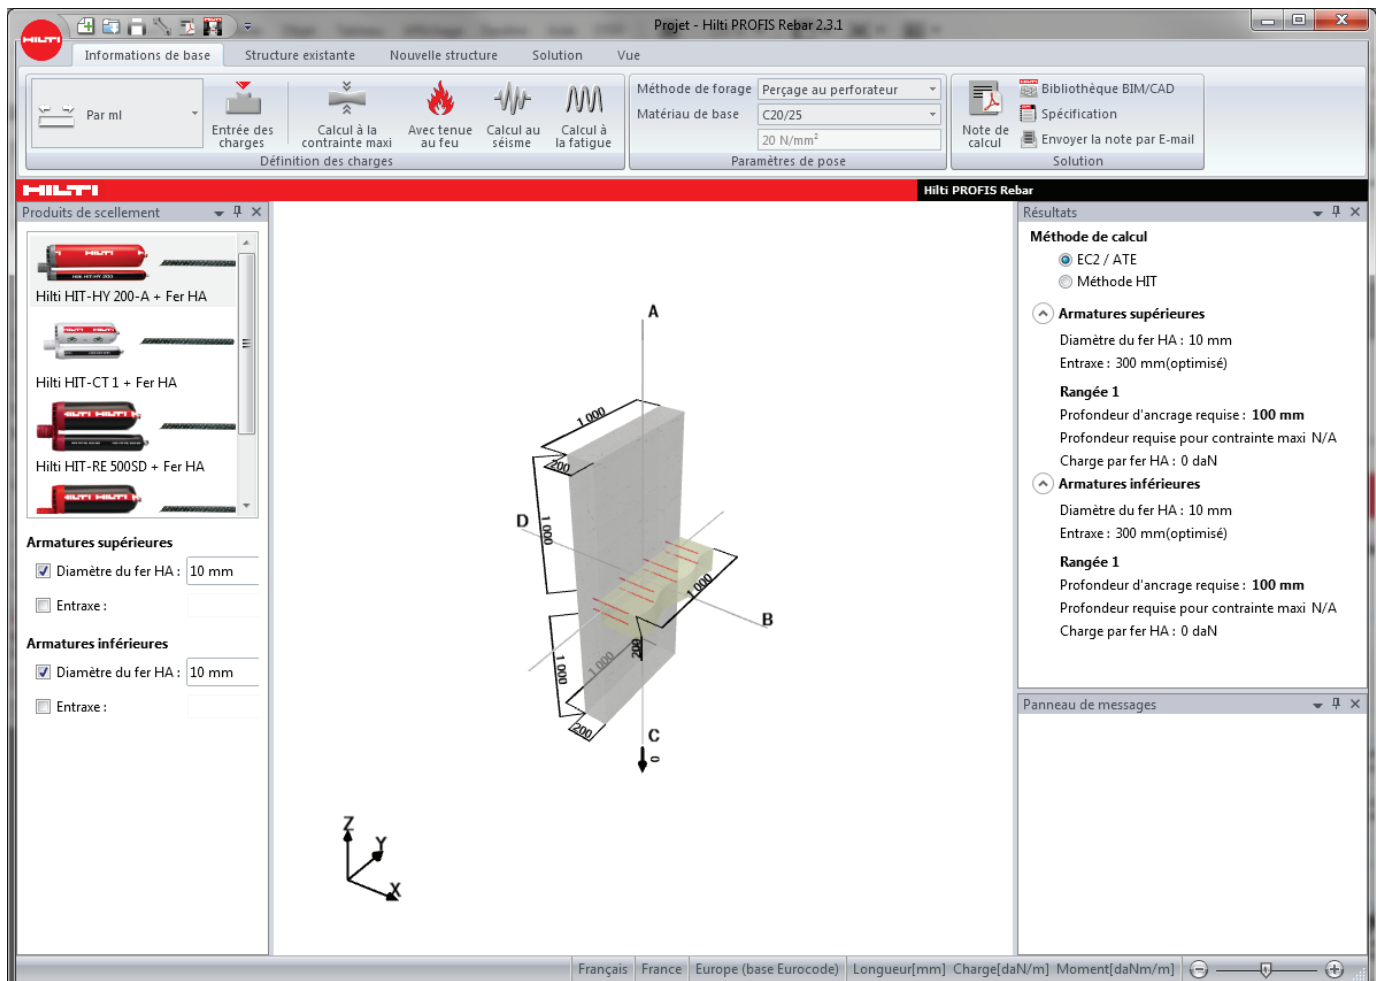 Projet - Hilti PROFIS Rebar 2.3.1
HILTI
Informations de base
Structure existante
Nouvelle structure
Solution
Vue
Par ml
Entrée des charges
Calcul à la contrainte maxi
Avec tenue au feu
Calcul au séisme
Calcul à la fatigue
Définition des charges
Méthode de forage
Perçage au perforateur
Matériau de base
C20/25
20 N/mm²
Paramètres de pose
Note de calcul
Bibliothèque BIM/CAD
Spécification
Envoyer la note par E-mail
Solution
HILTI
Hilti PROFIS Rebar
Produits de scellement
Hilti HIT-HY 200-A + Fer HA
Hilti HIT-CT 1 + Fer HA
Hilti HIT-RE 500SD + Fer HA
Armatures supérieures
Diamètre du fer HA : 10 mm
Entraxe :
Armatures inférieures
Diamètre du fer HA : 10 mm
Entraxe :
A
1 000
200
D
1 000
1 000
B
200
1 000
1 000
200
C
0
Z
Y
X
Résultats
Méthode de calcul
EC2 / ATE
Méthode HIT
Armatures supérieures
Diamètre du fer HA : 10 mm
Entraxe : 300 mm(optimisé)
Rangée 1
Profondeur d'ancrage requise : 100 mm
Profondeur requise pour contrainte maxi N/A
Charge par fer HA : 0 daN
Armatures inférieures
Diamètre du fer HA : 10 mm
Entraxe : 300 mm(optimisé)
Rangée 1
Profondeur d'ancrage requise : 100 mm
Profondeur requise pour contrainte maxi N/A
Charge par fer HA : 0 daN
Panneau de messages
Français
France
Europe (base Eurocode)
Longueur[mm] Charge[daN/m] Moment[daNm/m]